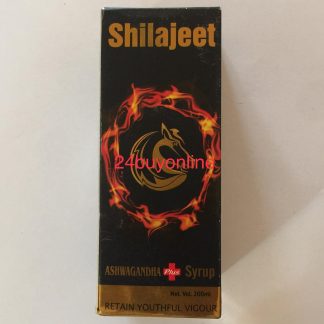 Shilajeet
24buyonline
ASHWAGANDHA Plus Syrup
Net. Vol. 200ml
RETAIN YOUTHFUL VIGOUR